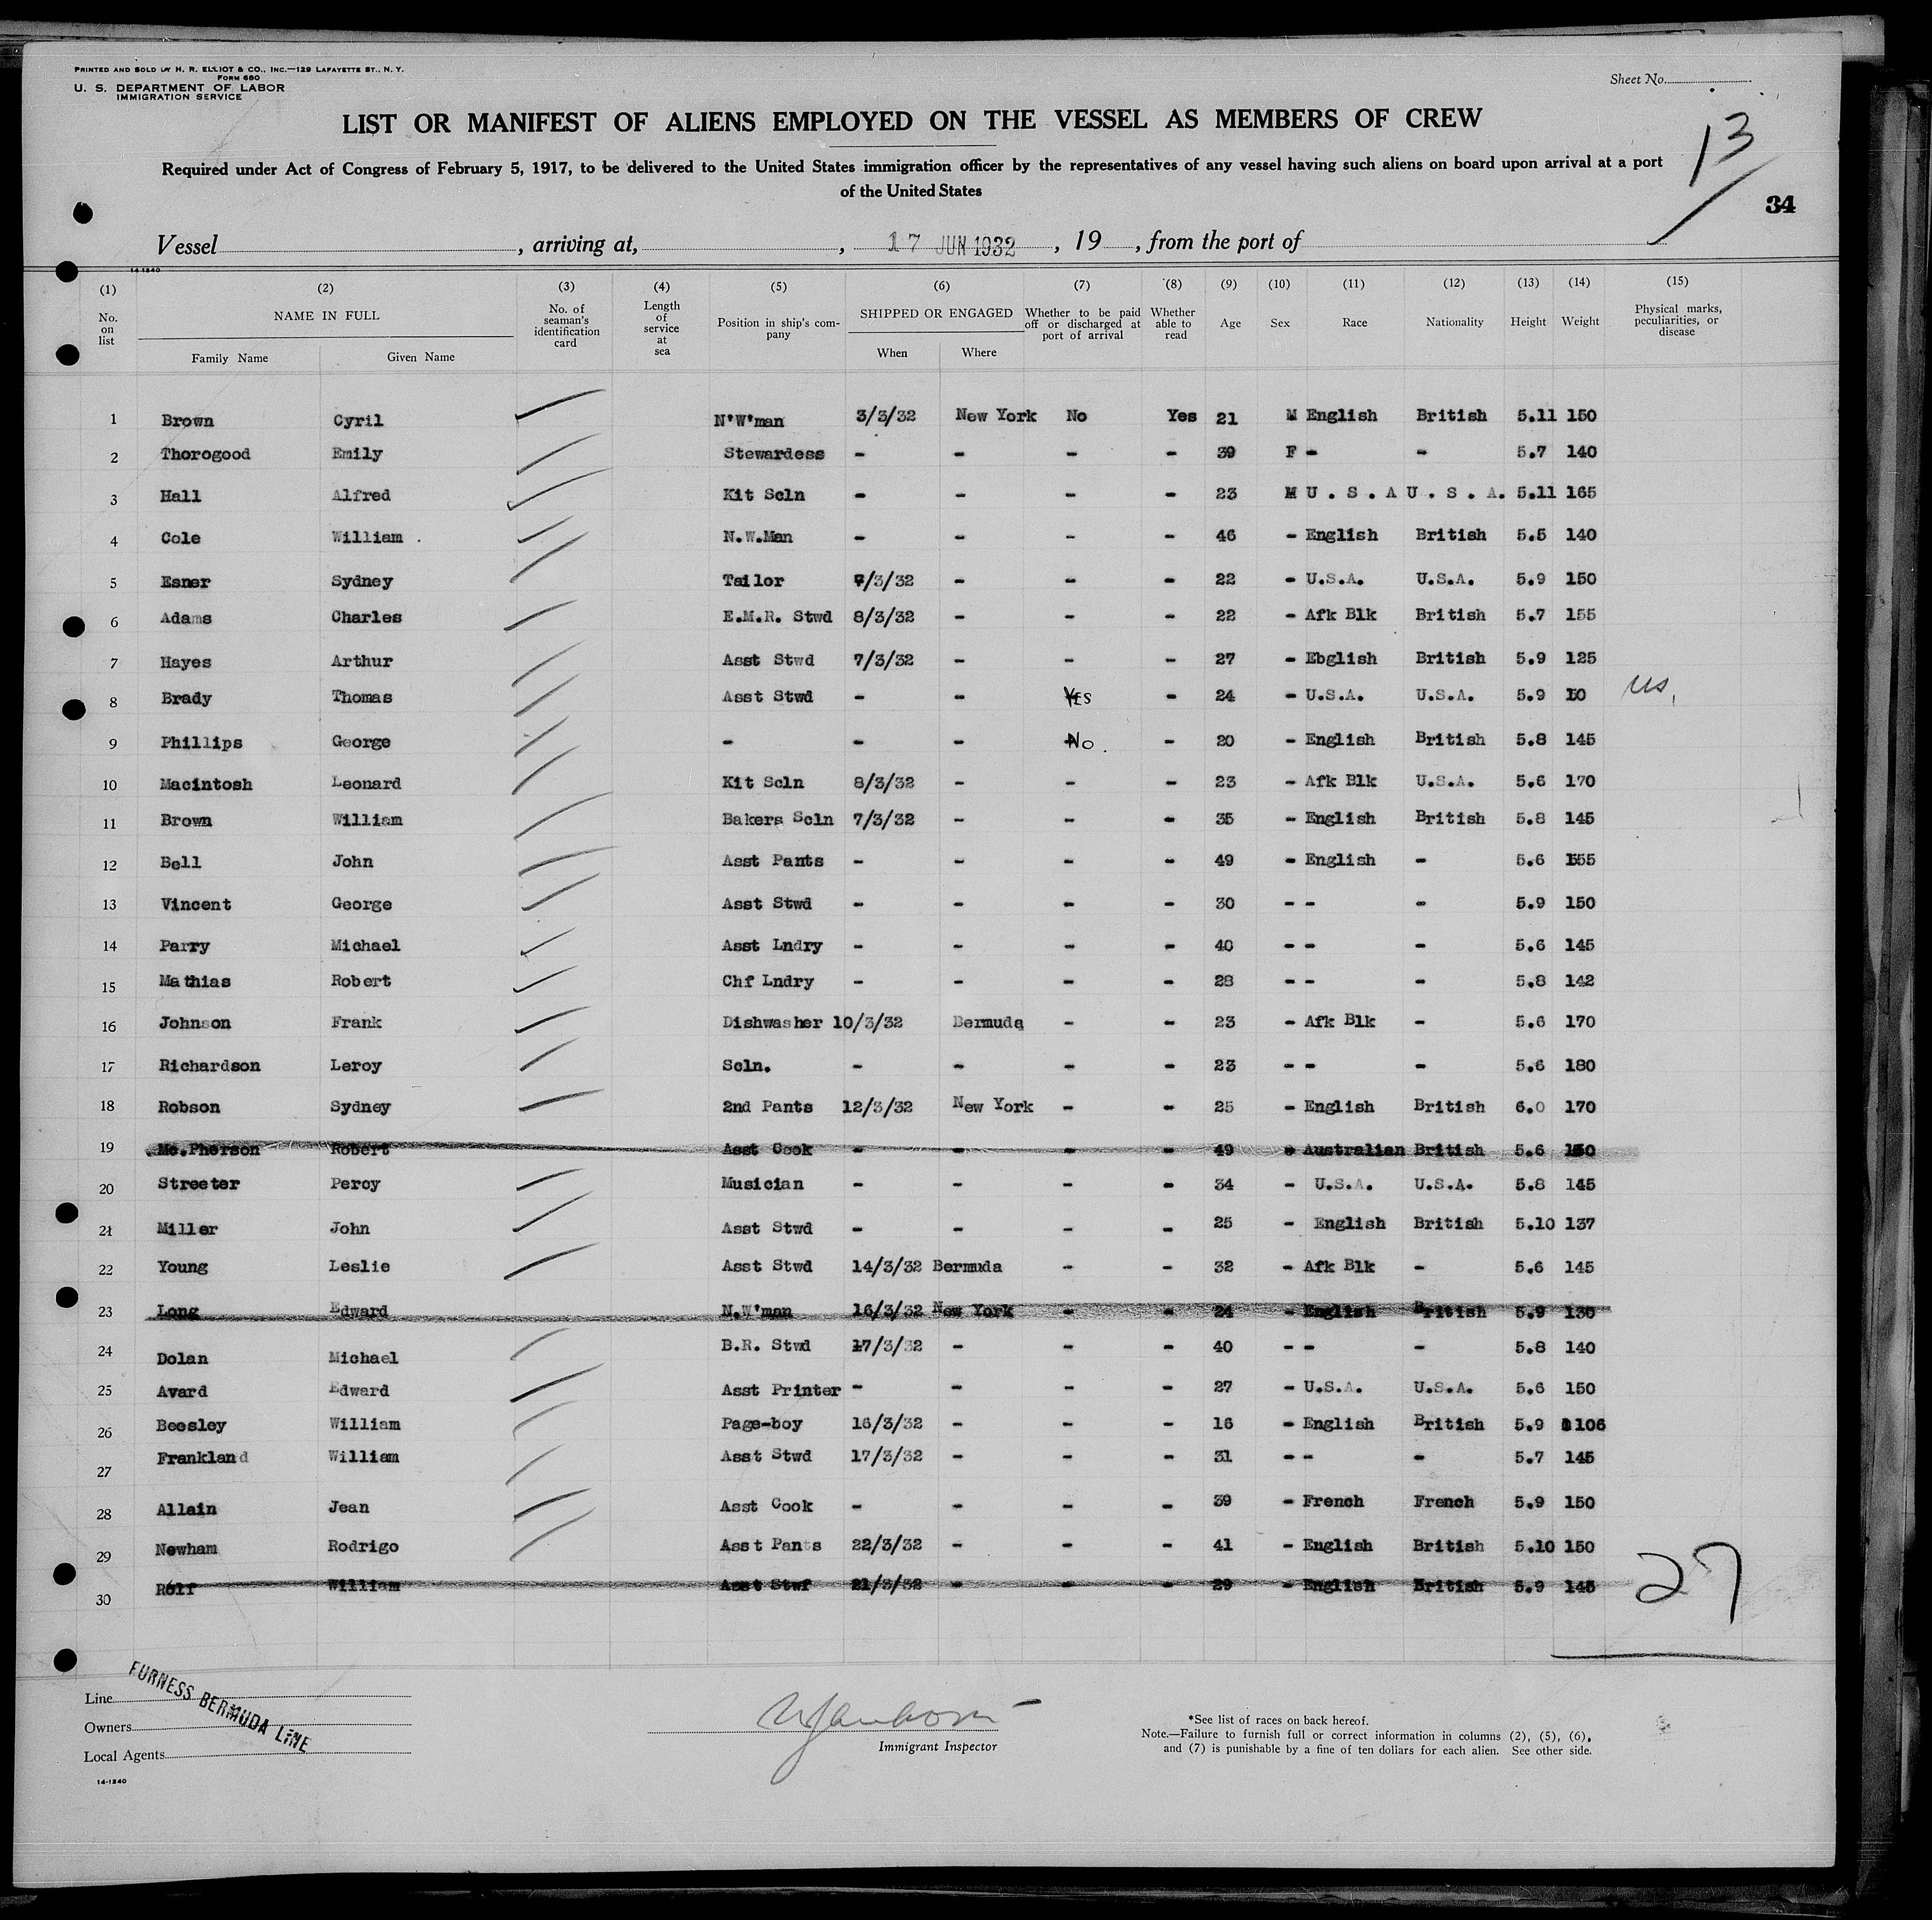 PRINTED AND SOLD BY H. R. ELLIOT & CO., INC.—129 LAFAYETTE ST., N. Y.
FORM 680
U. S. DEPARTMENT OF LABOR
IMMIGRATION SERVICE
Sheet No.
LIST OR MANIFEST OF ALIENS EMPLOYED ON THE VESSEL AS MEMBERS OF CREW
13
Required under Act of Congress of February 5, 1917, to be delivered to the United States immigration officer by the representatives of any vessel having such aliens on board upon arrival at a port
of the United States
34
Vessel , arriving at, , 17 JUN 1932 , 19 , from the port of
14-1240
(1) (2) (3) (4) (5) (6) (7) (8) (9) (10) (11) (12) (13) (14) (15)
No. on list NAME IN FULL Family Name Given Name No. of seaman's identification card Length of service at sea Position in ship's company SHIPPED OR ENGAGED When Where Whether to be paid off or discharged at port of arrival Whether able to read Age Sex Race Nationality Height Weight Physical marks, peculiarities, or disease
1 Brown Cyril N'W'man 3/3/32 New York No Yes 21 M English British 5.11 150
2 Thorogood Emily Stewardess - - - - 39 F - - 5.7 140
3 Hall Alfred Kit Scln - - - - 23 M U.S.A U.S.A. 5.11 165
4 Cole William N.W.Man - - - - 46 - English British 5.5 140
5 Esner Sydney Tailor 7/3/32 - - - 22 - U.S.A. U.S.A. 5.9 150
6 Adams Charles E.M.R. Stwd 8/3/32 - - - 22 - Afk Blk British 5.7 155
7 Hayes Arthur Asst Stwd 7/3/32 - - - 27 - Ebglish British 5.9 125
8 Brady Thomas Asst Stwd - - Yes - 24 - U.S.A. U.S.A. 5.9 US.
9 Phillips George - - - No. - 20 - English British 5.8 145
10 Macintosh Leonard Kit Scln 8/3/32 - - - 23 - Afk Blk U.S.A. 5.6 170
11 Brown William Bakers Scln 7/3/32 - - - 35 - English British 5.8 145
12 Bell John Asst Pants - - - - 49 - English - 5.6 155
13 Vincent George Asst Stwd - - - - 30 - - - 5.9 150
14 Parry Michael Asst Lndry - - - - 40 - - - 5.6 145
15 Mathias Robert Chf Lndry - - - - 28 - - - 5.8 142
16 Johnson Frank Dishwasher 10/3/32 Bermuda - - 23 - Afk Blk - 5.6 170
17 Richardson Leroy Scln. - - - - 23 - - - 5.6 180
18 Robson Sydney 2nd Pants 12/3/32 New York - - 25 - English British 6.0 170
19 Mc.Pherson Robert Asst Cook - - - - 49 - Australian British 5.6
20 Streeter Percy Musician - - - - 34 - U.S.A. U.S.A. 5.8 145
21 Miller John Asst Stwd - - - - 25 - English British 5.10 137
22 Young Leslie Asst Stwd 14/3/32 Bermuda - - 32 - Afk Blk - 5.6 145
23 Long Edward N.W'man 16/3/32 New York - - 24 - English British 5.9 130
24 Dolan Michael B.R. Stwd 17/3/32 - - - 40 - - - 5.8 140
25 Avard Edward Asst Printer - - - - 27 - U.S.A. U.S.A. 5.6 150
26 Beesley William Page-boy 16/3/32 - - - 16 - English British 5.9 106
27 Frankland William Asst Stwd 17/3/32 - - - 31 - - - 5.7 145
28 Allain Jean Asst Cook - - - - 39 - French French 5.9 150
29 Newham Rodrigo Asst Pants 22/3/32 - - - 41 - English British 5.10 150
30 Rolf William Asst Stwf 21/3/32 - - - 29 - English British 5.9 145
27
Line
Owners
Local Agents
FURNESS BERMUDA LINE
Immigrant Inspector
*See list of races on back hereof.
Note.—Failure to furnish full or correct information in columns (2), (5), (6),
and (7) is punishable by a fine of ten dollars for each alien. See other side.
14-1240